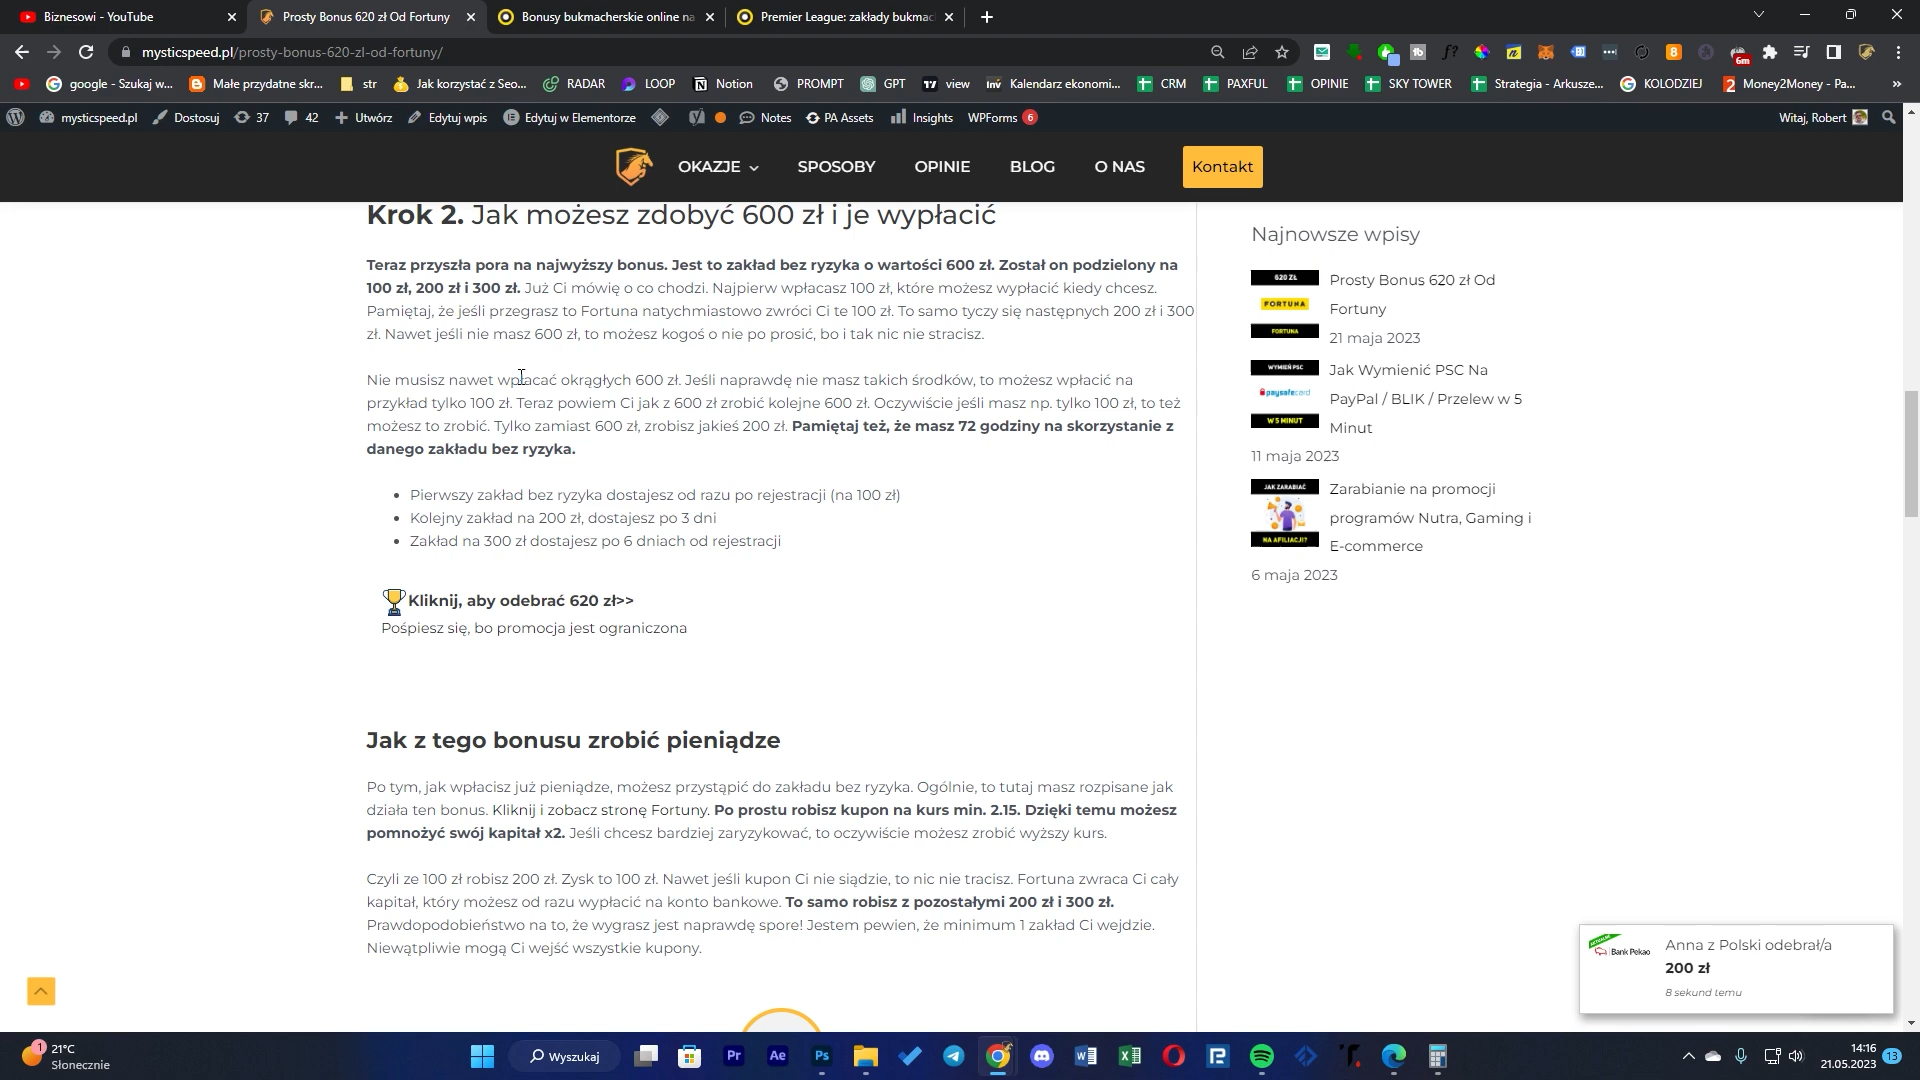 Biznesowi - YouTube
Prosty Bonus 620 zł Od Fortuny
Bonusy bukmacherskie online na
Premier League: zakłady bukmac
mysticspeed.pl/prosty-bonus-620-zl-od-fortuny/
google - Szukaj w...
Małe przydatne skr...
str
Jak korzystać z Seo...
RADAR
LOOP
Notion
PROMPT
GPT
view
Kalendarz ekonomi...
CRM
PAXFUL
OPINIE
SKY TOWER
Strategia - Arkusze...
KOLODZIEJ
Money2Money - Pa...
mysticspeed.pl
Dostosuj
37
42
Utwórz
Edytuj wpis
Edytuj w Elementorze
Notes
PA Assets
Insights
WPForms 6
Witaj, Robert
OKAZJE
SPOSOBY
OPINIE
BLOG
O NAS
Kontakt
Krok 2. Jak możesz zdobyć 600 zł i je wypłacić
Teraz przyszła pora na najwyższy bonus. Jest to zakład bez ryzyka o wartości 600 zł. Został on podzielony na
100 zł, 200 zł i 300 zł. Już Ci mówię o co chodzi. Najpierw wpłacasz 100 zł, które możesz wypłacić kiedy chcesz.
Pamiętaj, że jeśli przegrasz to Fortuna natychmiastowo zwróci Ci te 100 zł. To samo tyczy się następnych 200 zł i 300
zł. Nawet jeśli nie masz 600 zł, to możesz kogoś o nie po prosić, bo i tak nic nie stracisz.
Nie musisz nawet wpłacać okrągłych 600 zł. Jeśli naprawdę nie masz takich środków, to możesz wpłacić na
przykład tylko 100 zł. Teraz powiem Ci jak z 600 zł zrobić kolejne 600 zł. Oczywiście jeśli masz np. tylko 100 zł, to też
możesz to zrobić. Tylko zamiast 600 zł, zrobisz jakieś 200 zł. Pamiętaj też, że masz 72 godziny na skorzystanie z
danego zakładu bez ryzyka.
• Pierwszy zakład bez ryzyka dostajesz od razu po rejestracji (na 100 zł)
• Kolejny zakład na 200 zł, dostajesz po 3 dni
• Zakład na 300 zł dostajesz po 6 dniach od rejestracji
Kliknij, aby odebrać 620 zł>>
Pośpiesz się, bo promocja jest ograniczona
Jak z tego bonusu zrobić pieniądze
Po tym, jak wpłacisz już pieniądze, możesz przystąpić do zakładu bez ryzyka. Ogólnie, to tutaj masz rozpisane jak
działa ten bonus. Kliknij i zobacz stronę Fortuny. Po prostu robisz kupon na kurs min. 2.15. Dzięki temu możesz
pomnożyć swój kapitał x2. Jeśli chcesz bardziej zaryzykować, to oczywiście możesz zrobić wyższy kurs.
Czyli ze 100 zł robisz 200 zł. Zysk to 100 zł. Nawet jeśli kupon Ci nie siądzie, to nic nie tracisz. Fortuna zwraca Ci cały
kapitał, który możesz od razu wypłacić na konto bankowe. To samo robisz z pozostałymi 200 zł i 300 zł.
Prawdopodobieństwo na to, że wygrasz jest naprawdę spore! Jestem pewien, że minimum 1 zakład Ci wejdzie.
Niewątpliwie mogą Ci wejść wszystkie kupony.
Najnowsze wpisy
620 ZŁ
FORTUNA
FORTUNA
Prosty Bonus 620 zł Od
Fortuny
21 maja 2023
WYMIEŃ PSC
paysafecard
W 5 MINUT
Jak Wymienić PSC Na
PayPal / BLIK / Przelew w 5
Minut
11 maja 2023
JAK ZARABIAĆ
NA AFILIACJI?
Zarabianie na promocji
programów Nutra, Gaming i
E-commerce
6 maja 2023
Bank Pekao
Anna z Polski odebrał/a
200 zł
8 sekund temu
21°C
Słonecznie
Wyszukaj
14:16
21.05.2023
13